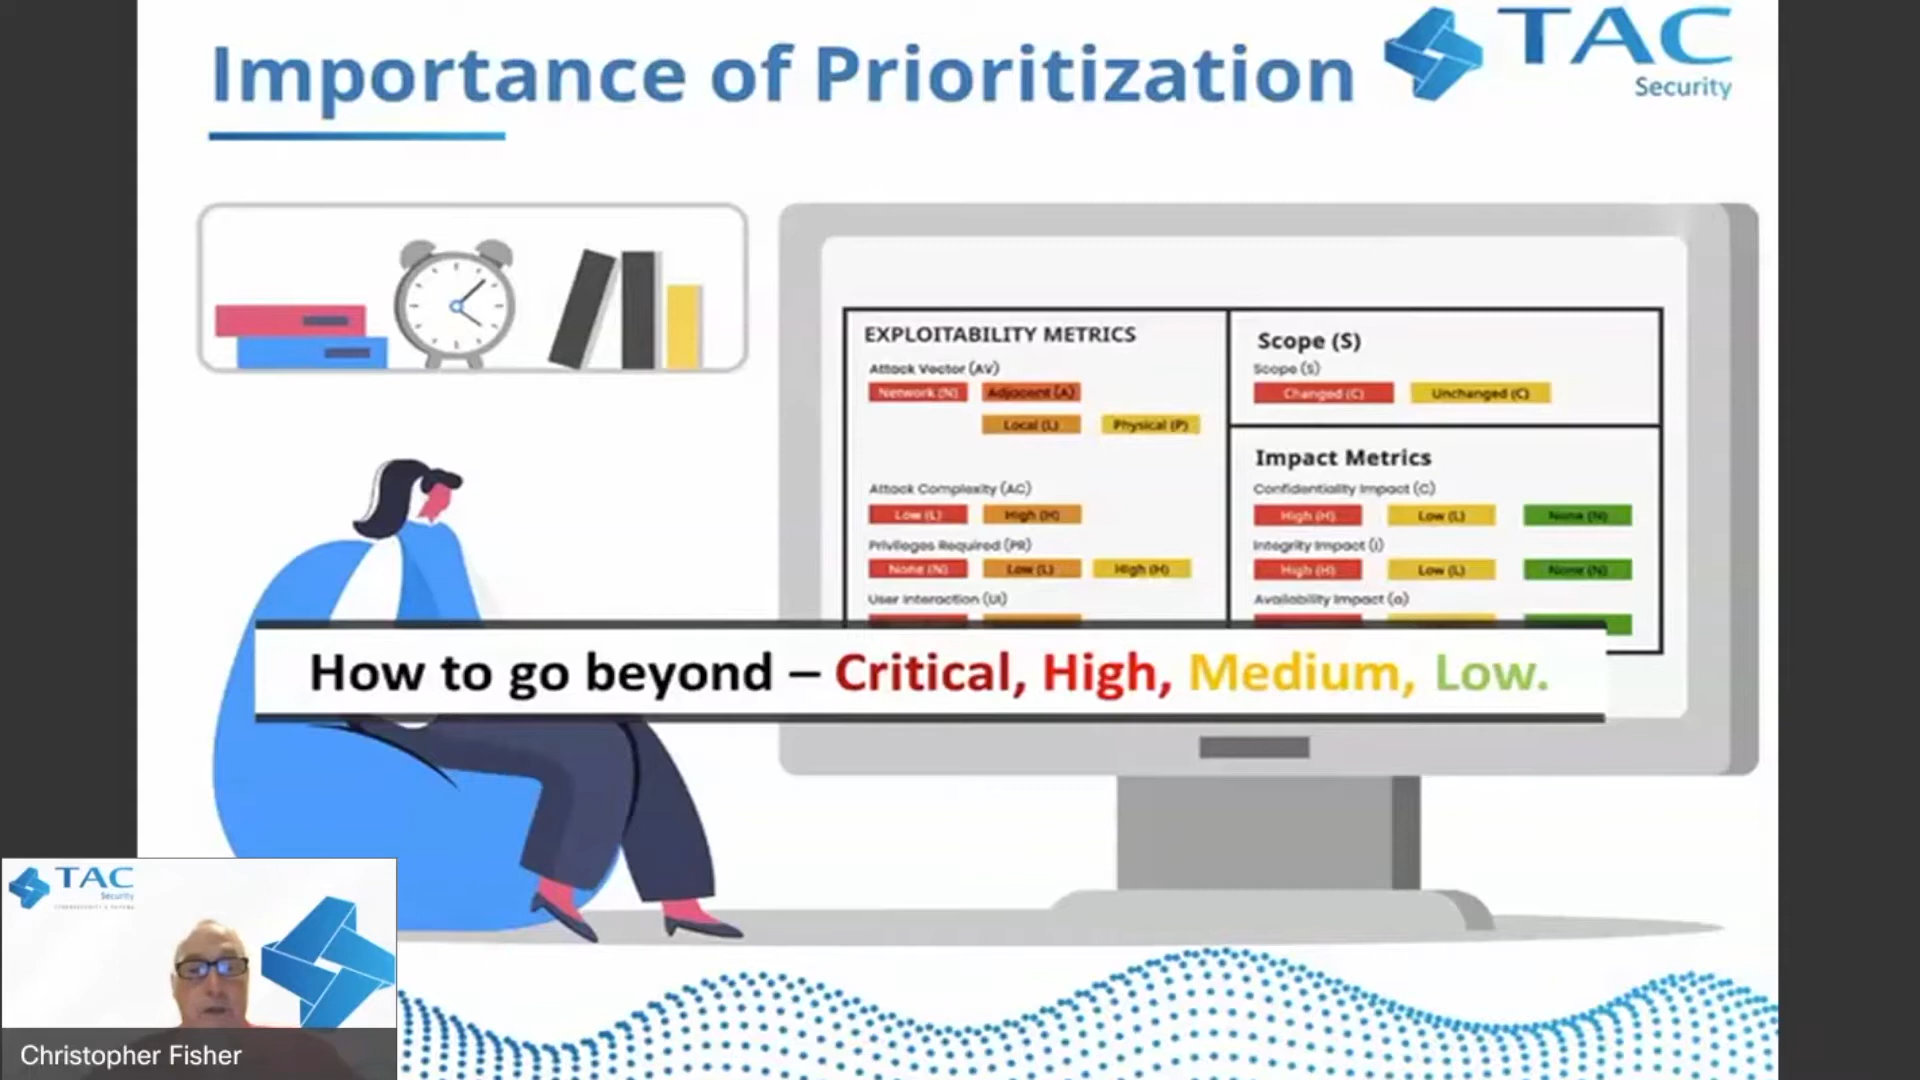 Importance of Prioritization
TAC
Security
EXPLOITABILITY METRICS
Attack Vector (AV)
Network (N) Adjacent (A)
Local (L) Physical (P)
Attack Complexity (AC)
Low (L) High (H)
Privileges Required (PR)
None (N) Low (L) High (H)
User Interaction (UI)
Scope (S)
Scope (S)
Changed (C) Unchanged (C)
Impact Metrics
Confidentiality Impact (C)
High (H) Low (L) None (N)
Integrity Impact (i)
High (H) Low (L) None (N)
Availability Impact (a)
How to go beyond – Critical, High, Medium, Low.
TAC
Security
Christopher Fisher